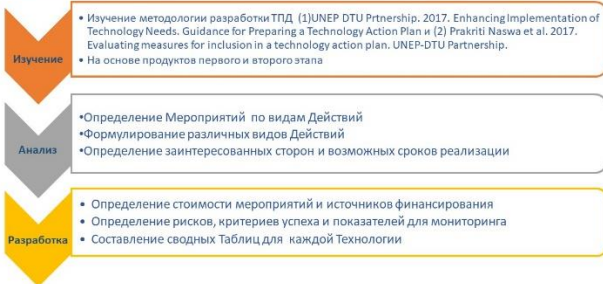 Изучение
• Изучение методологии разработки ТПД (1)UNEP DTU Prtnership. 2017. Enhancing Implementation of
Technology Needs. Guidance for Preparing a Technology Action Plan и (2) Prakriti Naswa et al. 2017.
Evaluating measures for inclusion in a technology action plan. UNEP-DTU Partnership.
• На основе продуктов первого и второго этапа
Анализ
•Определение Мероприятий по видам Действий
•Формулирование различных видов Действий
•Определение заинтересованных сторон и возможных сроков реализации
Разработка
• Определение стоимости мероприятий и источников финансирования
• Определение рисков, критериев успеха и показателей для мониторинга
• Составление сводных Таблиц для каждой Технологии